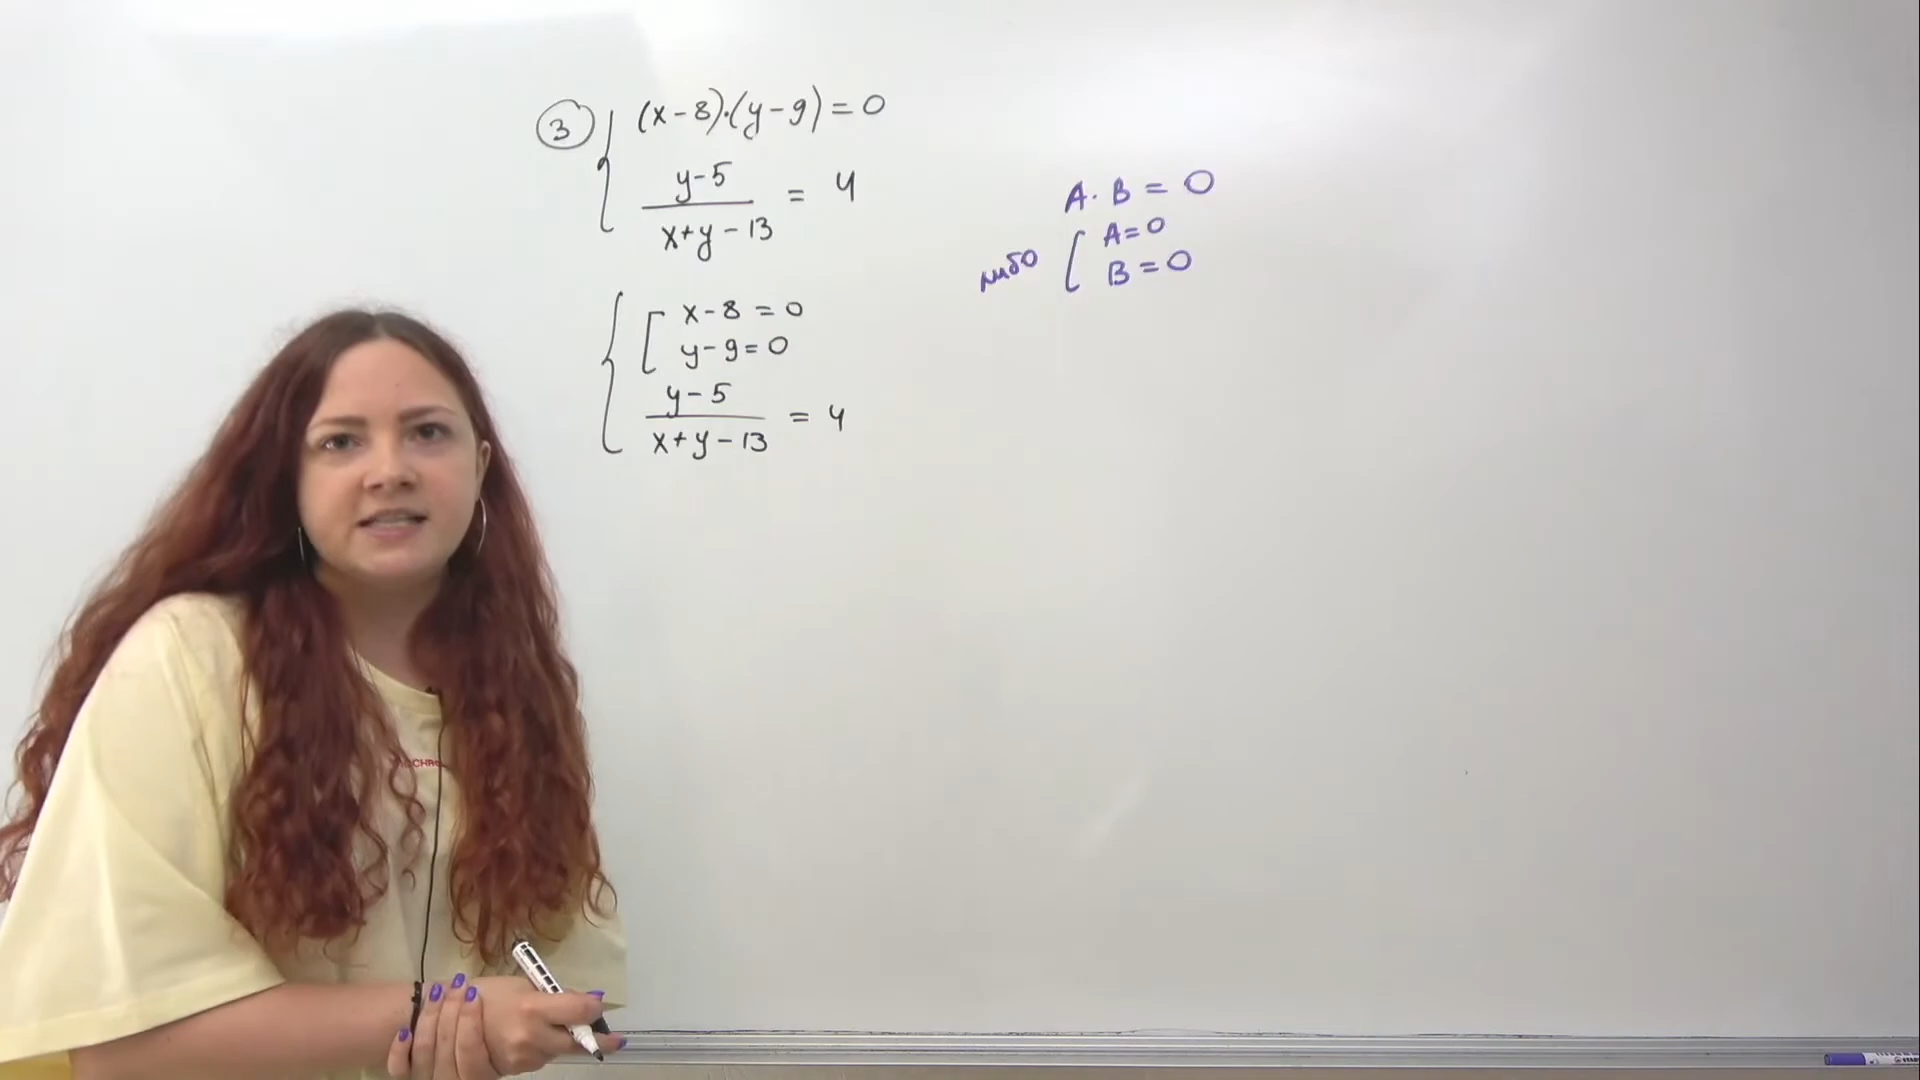 3 (x-8)·(y-9)=0
y-5
x+y-13
= 4
x-8=0
y-9=0
y-5
x+y-13
= 4
A·B=0
либо
A=0
B=0